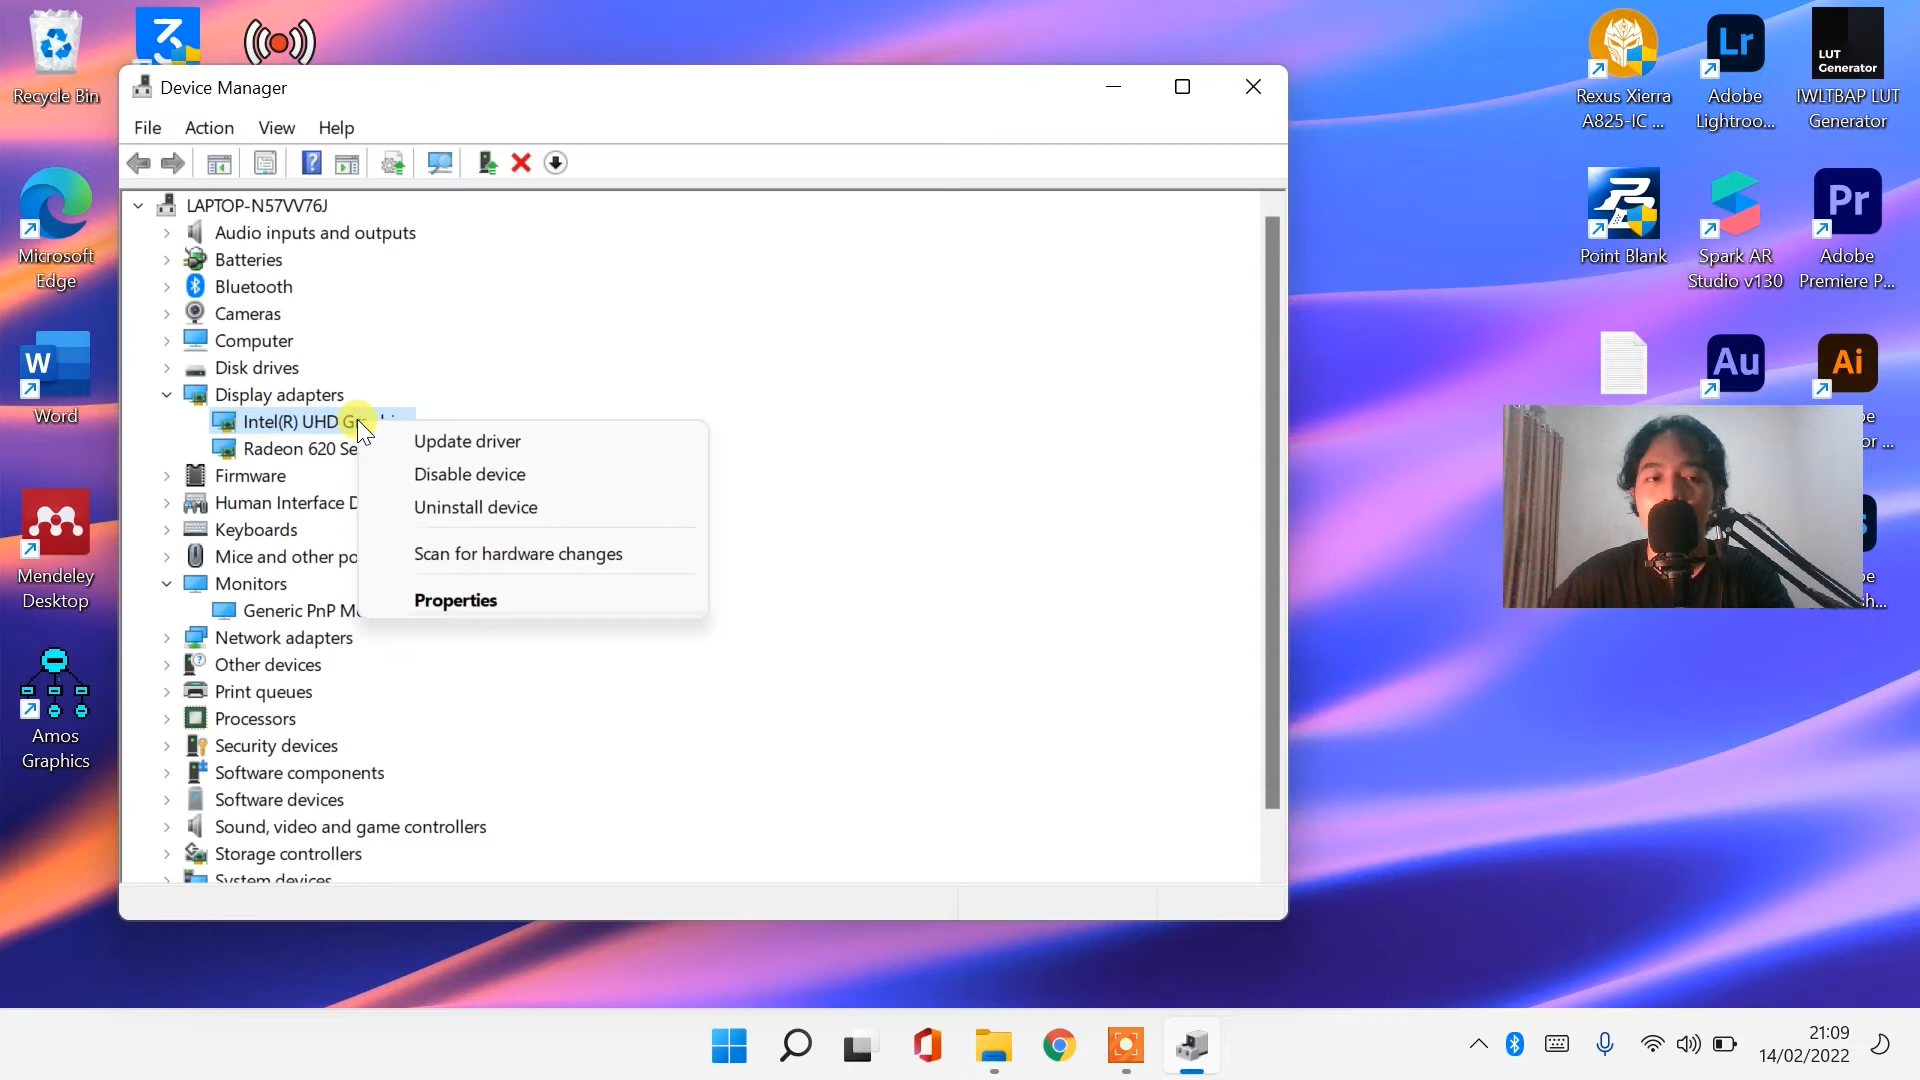 Recycle Bin
Device Manager
File Action View Help
LAPTOP-N57VV76J
Audio inputs and outputs
Batteries
Bluetooth
Cameras
Computer
Disk drives
Display adapters
Intel(R) UHD
Radeon 620 Se
Firmware
Human Interface D
Keyboards
Mice and other po
Monitors
Generic PnP Mo
Network adapters
Other devices
Print queues
Processors
Security devices
Software components
Software devices
Sound, video and game controllers
Storage controllers
System devices
Update driver
Disable device
Uninstall device
Scan for hardware changes
Properties
Microsoft
Edge
W
Word
Mendeley
Desktop
Amos
Graphics
Rexus Xierra
A825-IC ...
Lr
Adobe
Lightroo...
LUT
Generator
IWLTBAP LUT
Generator
Point Blank
Spark AR
Studio v130
Pr
Adobe
Premiere P...
Au
Ai
21:09
14/02/2022